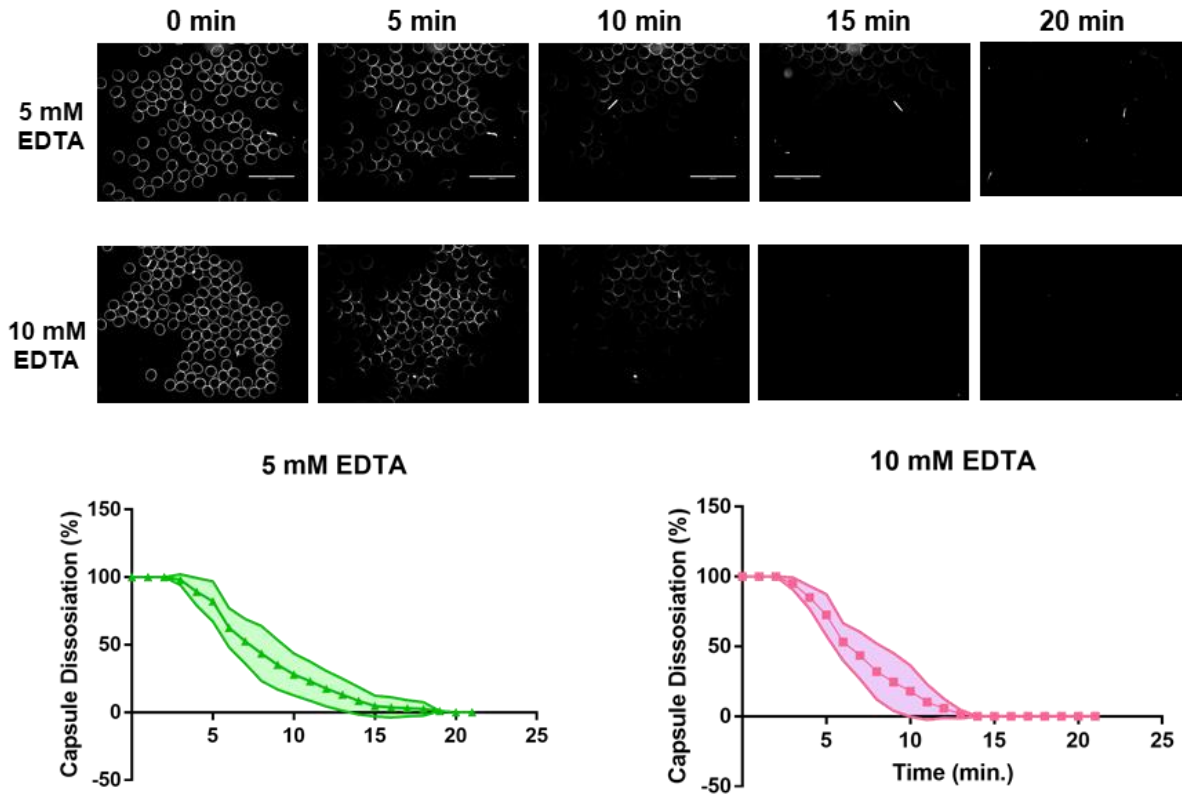 0 min
5 min
10 min
15 min
20 min
5 mM
EDTA
10 mM
EDTA
5 mM EDTA
Capsule Dissosiation (%)
150
100
50
0
-50
5
10
15
20
25
10 mM EDTA
Capsule Dissosiation (%)
150
100
50
0
-50
5
10
15
20
25
Time (min.)